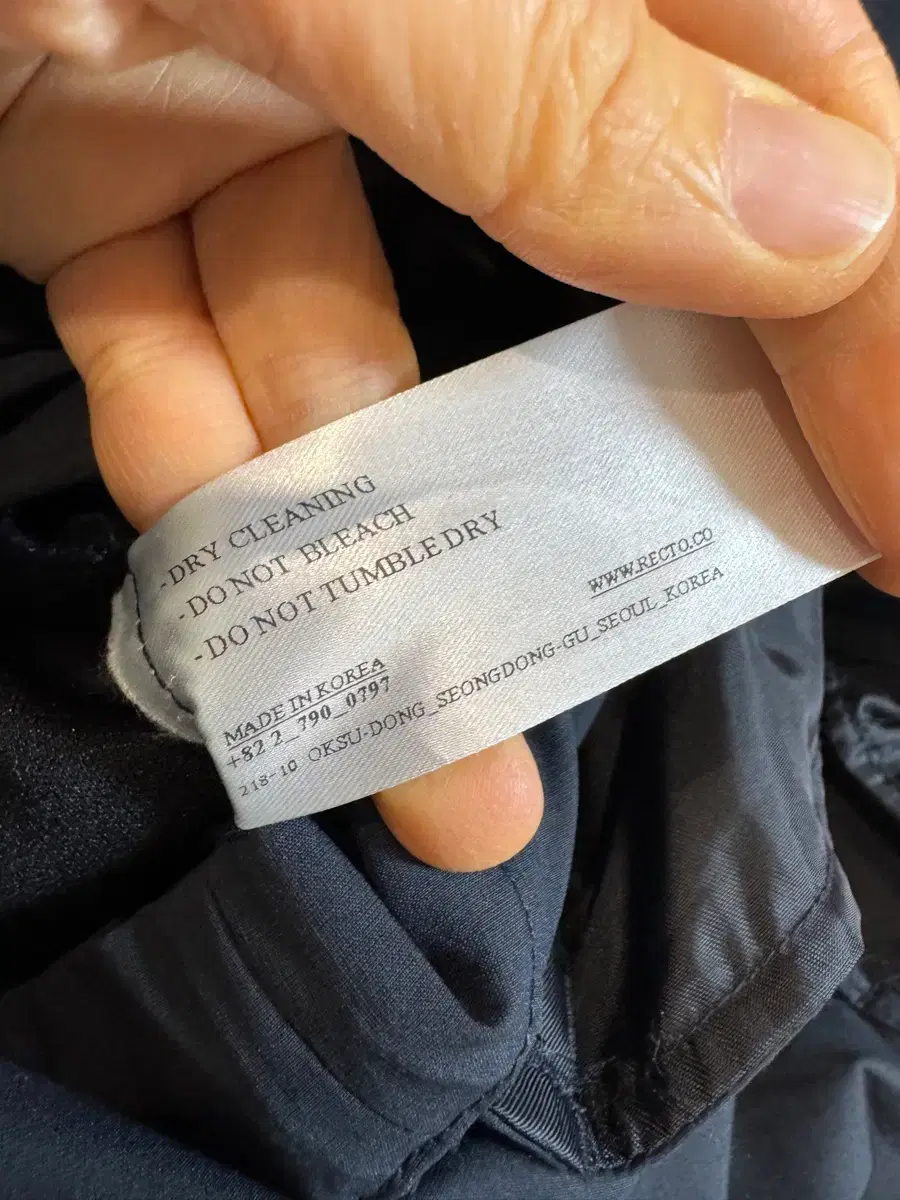 -DRY CLEANING
-DO NOT BLEACH
-DO NOT TUMBLE DRY
WWW.RECTO.CO
MADE IN KOREA
+82 2_790_0797
218-10 OKSU-DONG_SEONGDONG-GU_SEOUL_KOREA